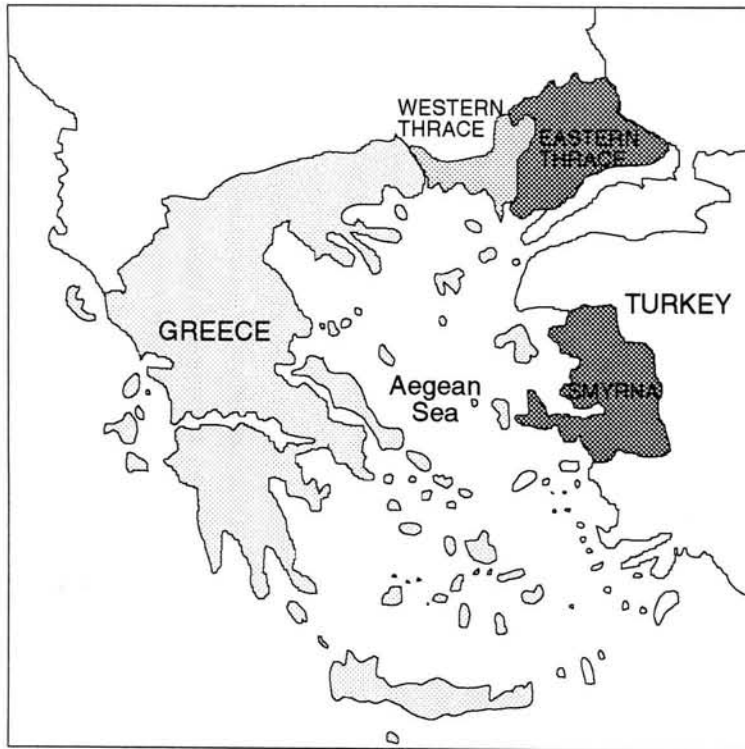 WESTERN
THRACE
EASTERN
THRACE
TURKEY
GREECE
SMYRNA
Aegean
Sea